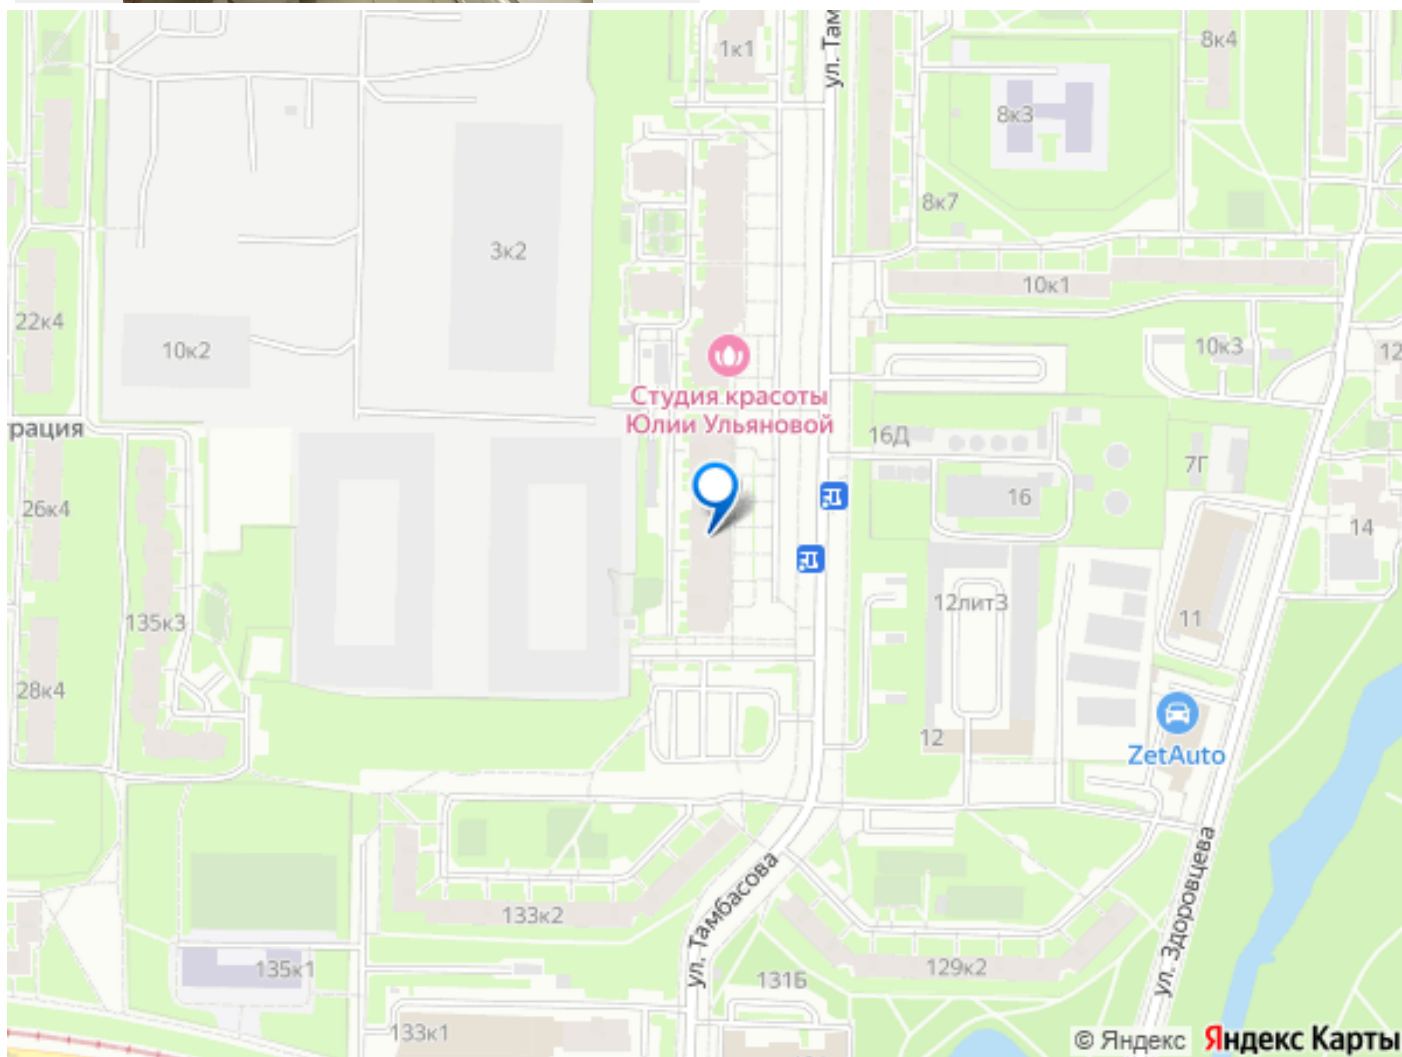 ул. Там
8к4
1к1
8к3
8к7
3к2
10к1
22к4
10к2
10к3
12
Студия красоты
Юлии Ульяновой
рация
16Д
7Г
26к4
16
14
12литЗ
135к3
11
28к4
12
ZetAuto
ул. Тамбасова
ул. Здоровцева
133к2
135к1
129к2
131Б
133к1
© Яндекс Яндекс Карты